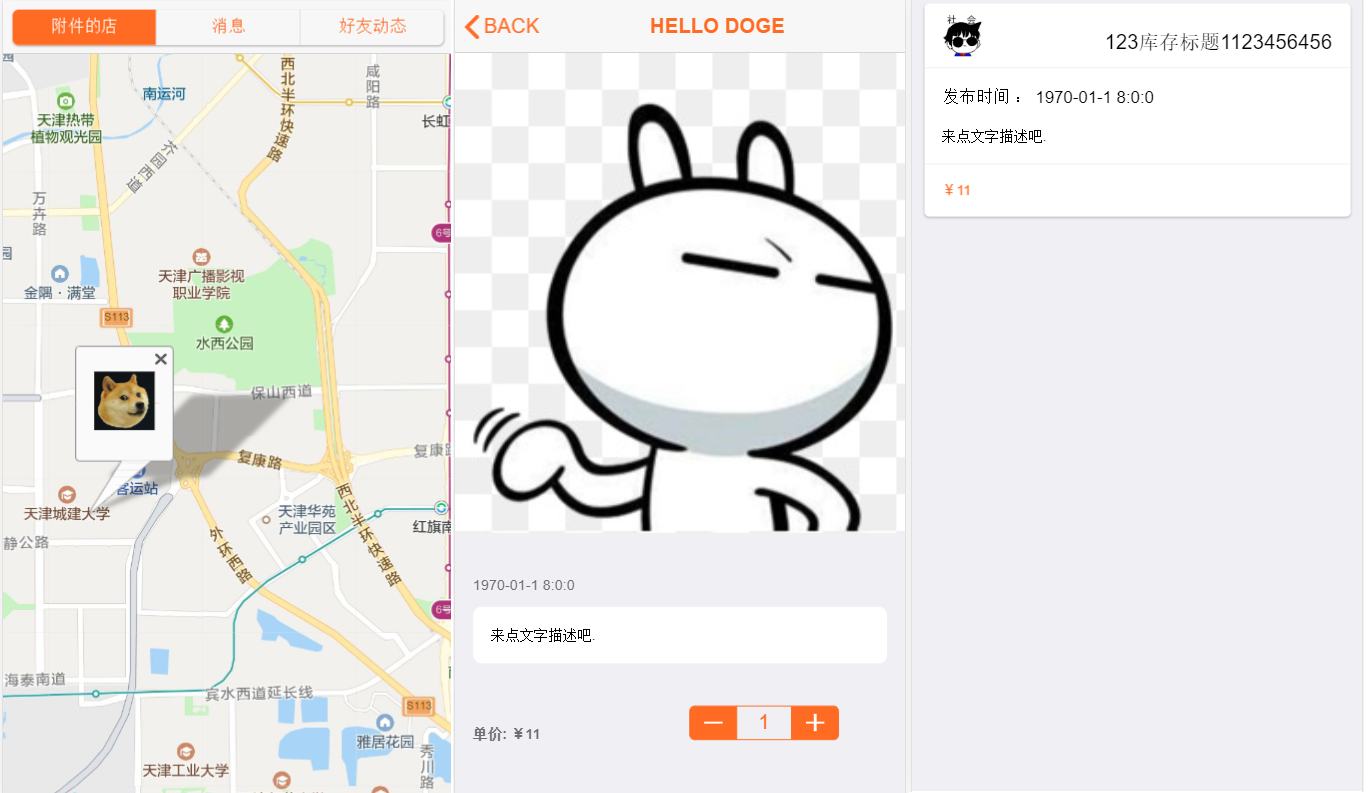 附件的店
消息
好友动态
南运河
咸阳路
西北半环快速路
天津热带
植物观光园
芥园西道
长虹
万卉路
6号
园
天津广播影视
职业学院
金隅·满堂
S113
水西公园
保山西道
复康路
复康路
客运站
天津城建大学
静公路
天津华苑
产业园区
西北半环快速路
红旗南
外环西路
6号
海泰南道
宾水西道延长线
S113
雅居花园
秀川路
天津工业大学
BACK
HELLO DOGE
1970-01-1 8:0:0
来点文字描述吧.
单价: ¥11
1
社 会
123库存标题1123456456
发布时间： 1970-01-1 8:0:0
来点文字描述吧.
¥ 11